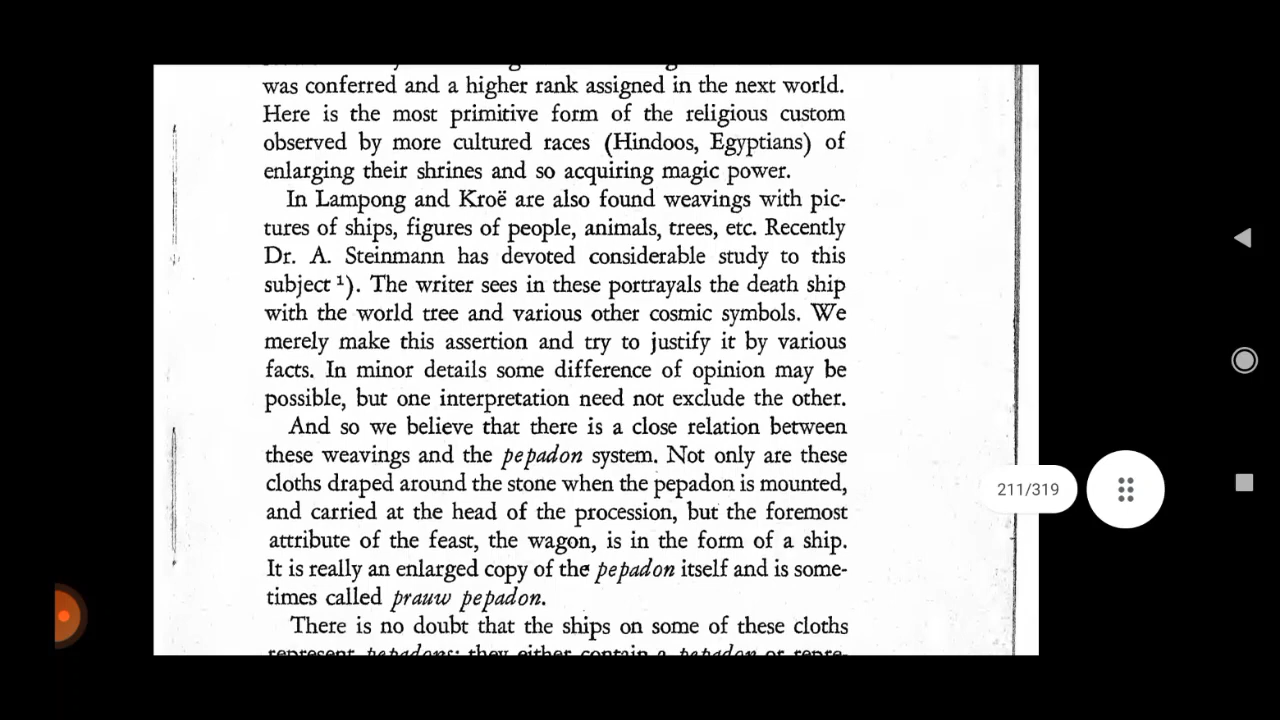 was conferred and a higher rank assigned in the next world.
Here is the most primitive form of the religious custom
observed by more cultured races (Hindoos, Egyptians) of
enlarging their shrines and so acquiring magic power.
In Lampong and Kroë are also found weavings with pic-
tures of ships, figures of people, animals, trees, etc. Recently
Dr. A. Steinmann has devoted considerable study to this
subject ¹). The writer sees in these portrayals the death ship
with the world tree and various other cosmic symbols. We
merely make this assertion and try to justify it by various
facts. In minor details some difference of opinion may be
possible, but one interpretation need not exclude the other.
And so we believe that there is a close relation between
these weavings and the pepadon system. Not only are these
cloths draped around the stone when the pepadon is mounted,
and carried at the head of the procession, but the foremost
attribute of the feast, the wagon, is in the form of a ship.
It is really an enlarged copy of the pepadon itself and is some-
times called prauw pepadon.
There is no doubt that the ships on some of these cloths
represent pepadons; they either contain a pepadon or repre-
211/319